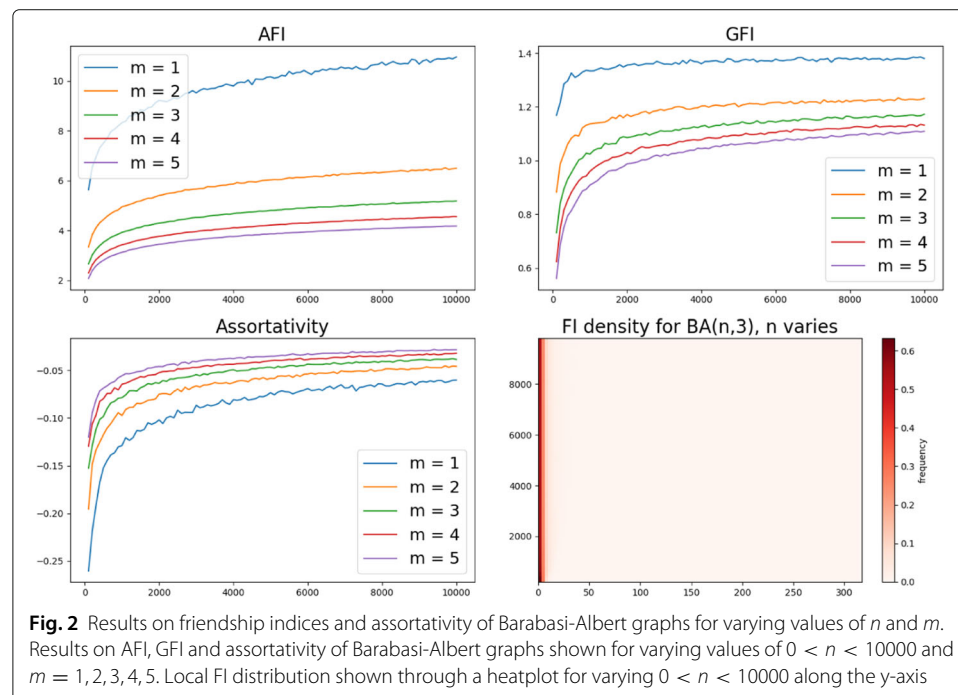 AFI
m = 1
m = 2
m = 3
m = 4
m = 5
10
8
6
4
2
0
2000
4000
6000
8000
10000
GFI
1.4
1.2
1.0
0.8
0.6
m = 1
m = 2
m = 3
m = 4
m = 5
0
2000
4000
6000
8000
10000
Assortativity
-0.05
-0.10
-0.15
-0.20
-0.25
m = 1
m = 2
m = 3
m = 4
m = 5
0
2000
4000
6000
8000
10000
FI density for BA(n,3), n varies
8000
6000
4000
2000
0
50
100
150
200
250
300
0.6
0.5
0.4
0.3
0.2
0.1
0.0
frequency
Fig. 2 Results on friendship indices and assortativity of Barabasi-Albert graphs for varying values of n and m.
Results on AFI, GFI and assortativity of Barabasi-Albert graphs shown for varying values of 0 < n < 10000 and
m = 1, 2, 3, 4, 5. Local FI distribution shown through a heatplot for varying 0 < n < 10000 along the y-axis